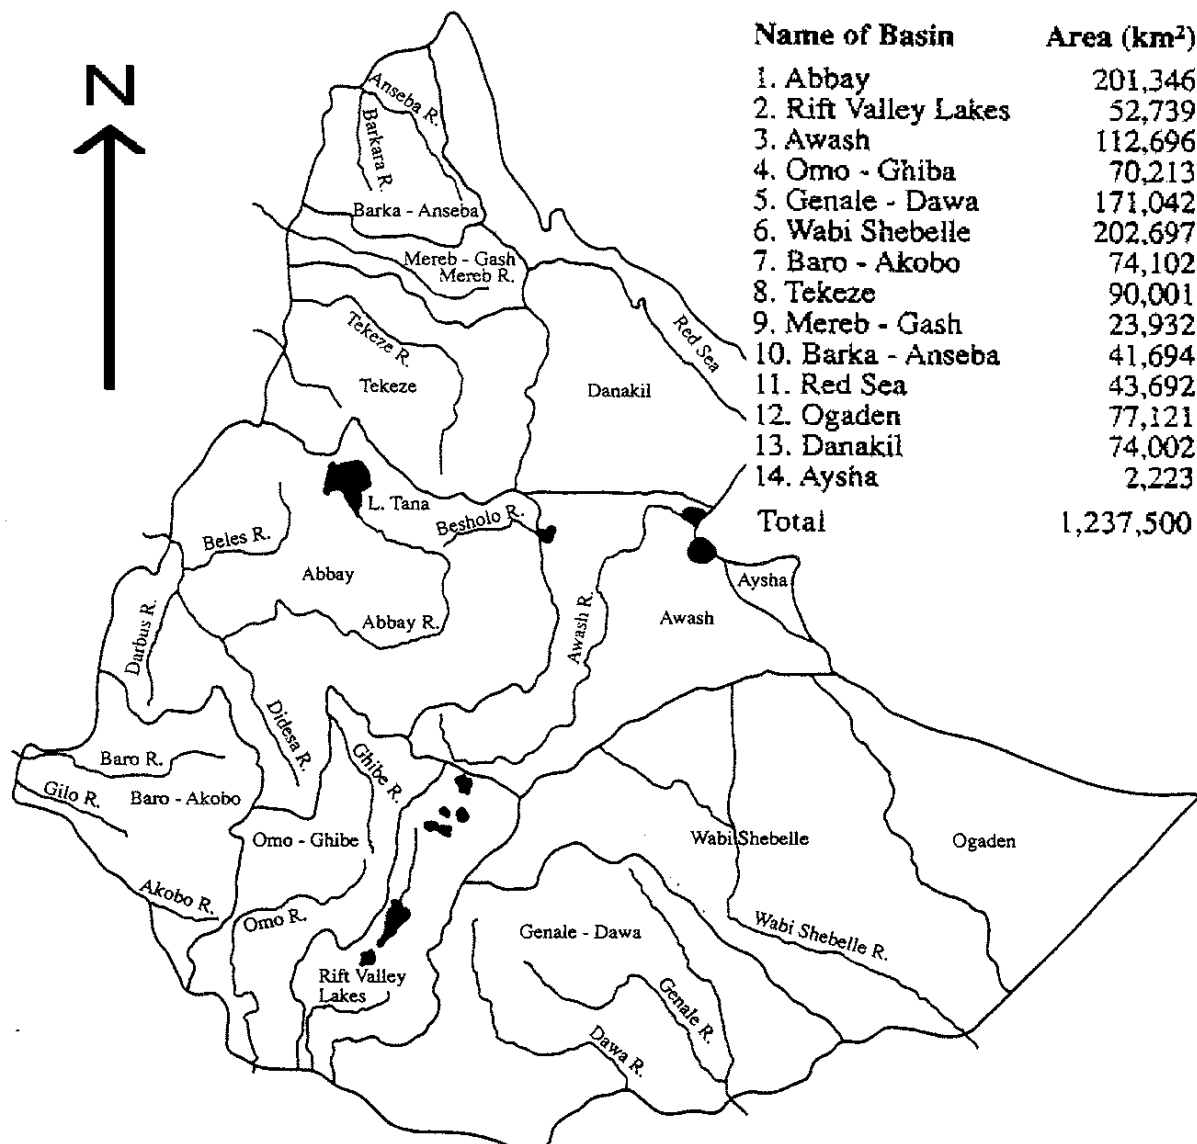 N
Name of Basin Area (km²)
1. Abbay 201,346
2. Rift Valley Lakes 52,739
3. Awash 112,696
4. Omo - Ghiba 70,213
5. Genale - Dawa 171,042
6. Wabi Shebelle 202,697
7. Baro - Akobo 74,102
8. Tekeze 90,001
9. Mereb - Gash 23,932
10. Barka - Anseba 41,694
11. Red Sea 43,692
12. Ogaden 77,121
13. Danakil 74,002
14. Aysha 2,223
Total 1,237,500
Anseba R.
Barkara R.
Barka - Anseba
Mereb - Gash
Mereb R.
Tekeze R.
Tekeze
Red Sea
Danakil
L. Tana
Besholo R.
Beles R.
Abbay
Abbay R.
Darbus R.
Awash R.
Awash
Aysha
Didesa R.
Ghibe R.
Baro R.
Gilo R.
Baro - Akobo
Omo - Ghibe
Akobo R.
Omo R.
Rift Valley
Lakes
Wabi Shebelle
Ogaden
Genale - Dawa
Wabi Shebelle R.
Genale R.
Dawa R.